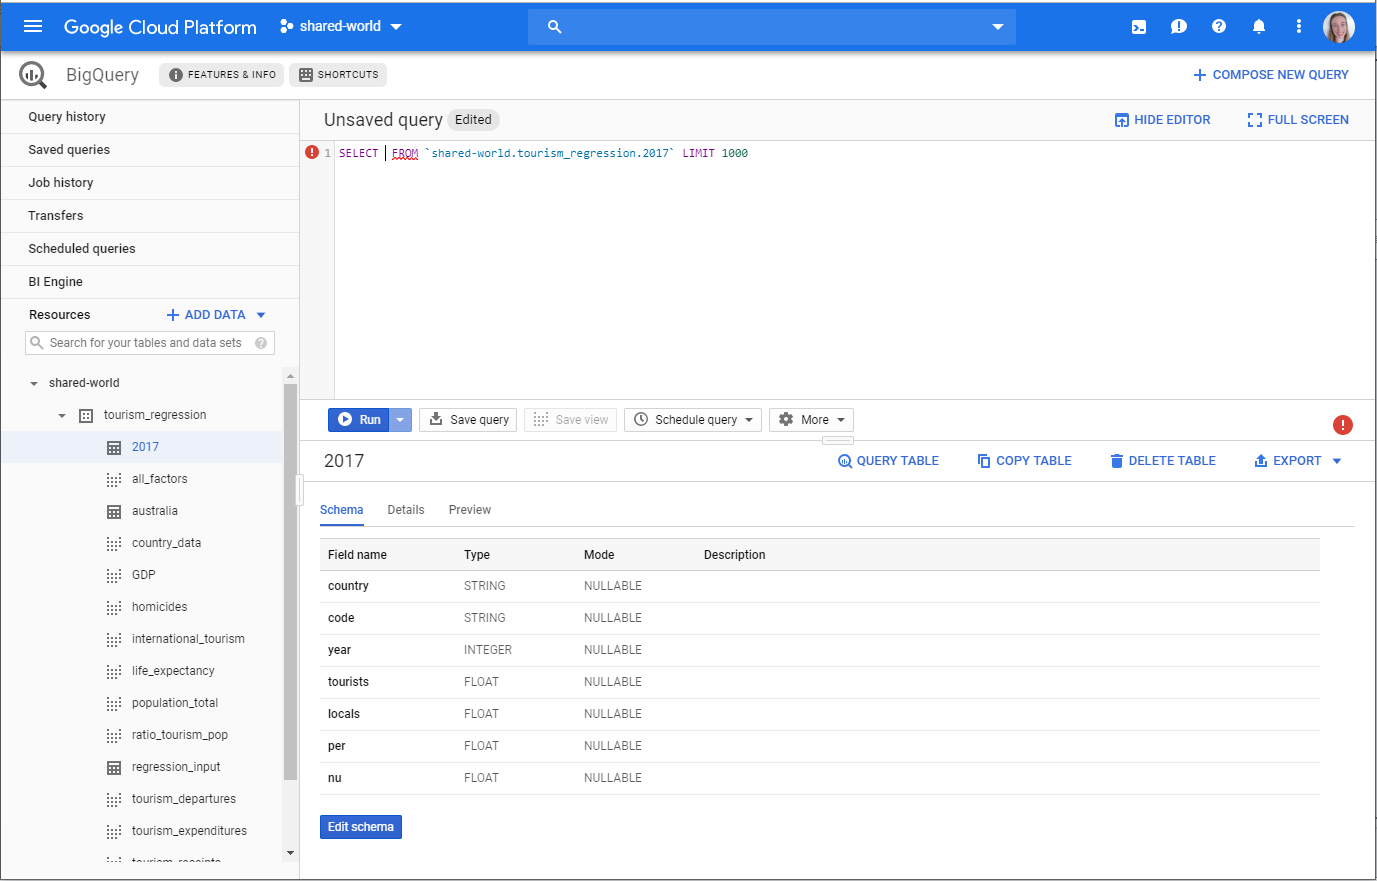 Google Cloud Platform
shared-world
BigQuery
FEATURES & INFO
SHORTCUTS
COMPOSE NEW QUERY
Query history
Saved queries
Job history
Transfers
Scheduled queries
BI Engine
Resources
ADD DATA
Search for your tables and data sets
shared-world
tourism_regression
2017
all_factors
australia
country_data
GDP
homicides
international_tourism
life_expectancy
population_total
ratio_tourism_pop
regression_input
tourism_departures
tourism_expenditures
tourism_receipts
Unsaved query Edited
HIDE EDITOR
FULL SCREEN
1 SELECT FROM `shared-world.tourism_regression.2017` LIMIT 1000
Run
Save query
Save view
Schedule query
More
2017
QUERY TABLE
COPY TABLE
DELETE TABLE
EXPORT
Schema Details Preview
Field name Type Mode Description
country STRING NULLABLE
code STRING NULLABLE
year INTEGER NULLABLE
tourists FLOAT NULLABLE
locals FLOAT NULLABLE
per FLOAT NULLABLE
nu FLOAT NULLABLE
Edit schema